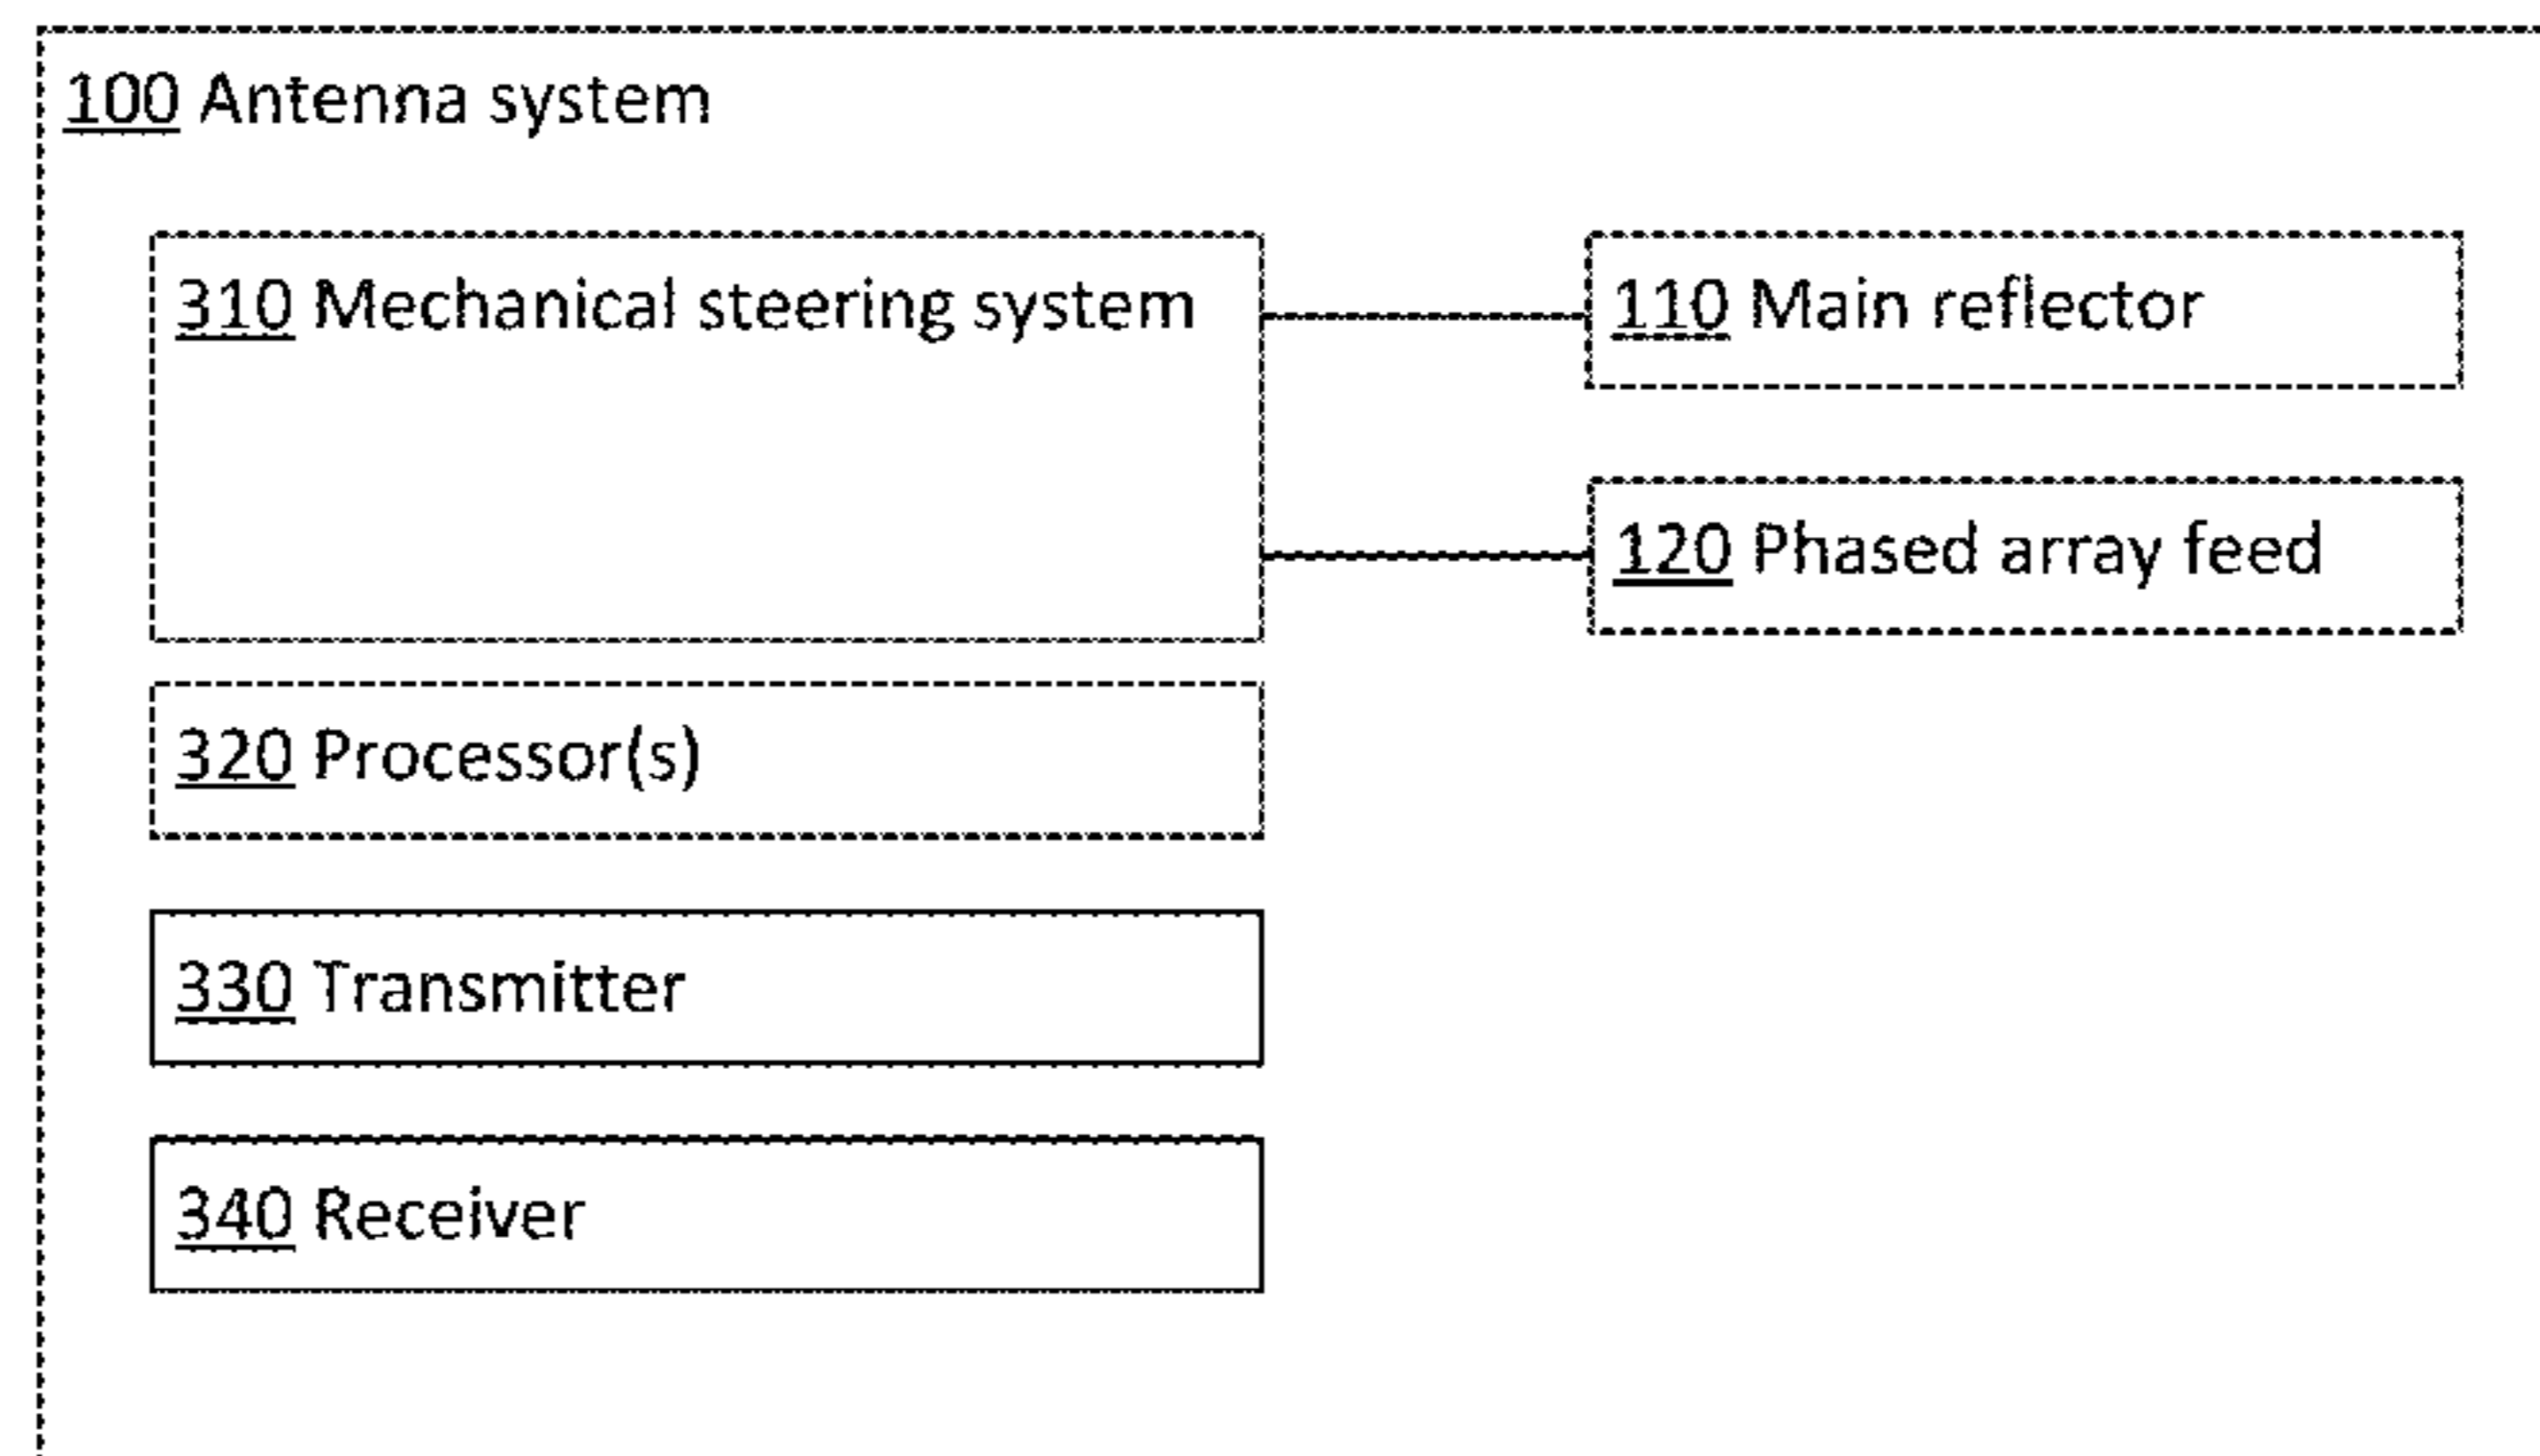 100 Antenna system
310 Mechanical steering system
110 Main reflector
120 Phased array feed
320 Processor(s)
330 Transmitter
340 Receiver